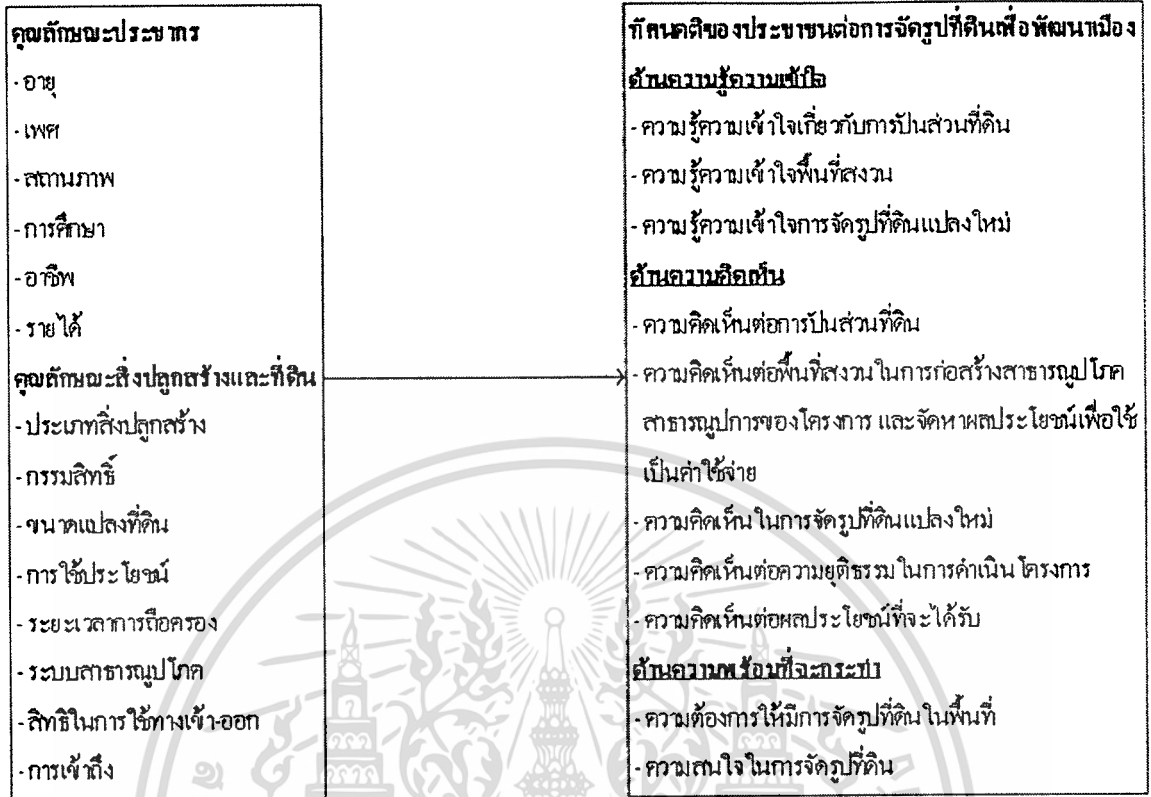 คุณลักษณะประชากร
- อายุ
- เพศ
- สถานภาพ
- การศึกษา
- อาชีพ
- รายได้
คุณลักษณะสิ่งปลูกสร้างและที่ดิน
- ประเภทสิ่งปลูกสร้าง
- กรรมสิทธิ์
- ขนาดแปลงที่ดิน
- การใช้ประโยชน์
- ระยะเวลาการถือครอง
- ระบบสาธารณูปโภค
- สิทธิในการใช้ทางเข้า-ออก
- การเข้าถึง
ทัศนคติของประชาชนต่อการจัดรูปที่ดินเพื่อพัฒนาเมือง
ด้านความรู้ความเข้าใจ
- ความรู้ความเข้าใจเกี่ยวกับการปันส่วนที่ดิน
- ความรู้ความเข้าใจพื้นที่สงวน
- ความรู้ความเข้าใจการจัดรูปที่ดินแปลงใหม่
ด้านความคิดเห็น
- ความคิดเห็นต่อการปันส่วนที่ดิน
- ความคิดเห็นต่อพื้นที่สงวนในการก่อสร้างสาธารณูปโภค
สาธารณูปการของโครงการ และจัดหาผลประโยชน์เพื่อใช้
เป็นค่าใช้จ่าย
- ความคิดเห็นในการจัดรูปที่ดินแปลงใหม่
- ความคิดเห็นต่อความยุติธรรมในการดำเนินโครงการ
- ความคิดเห็นต่อผลประโยชน์ที่จะได้รับ
ด้านความพร้อมที่จะกระทำ
- ความต้องการให้มีการจัดรูปที่ดินในพื้นที่
- ความสนใจในการจัดรูปที่ดิน